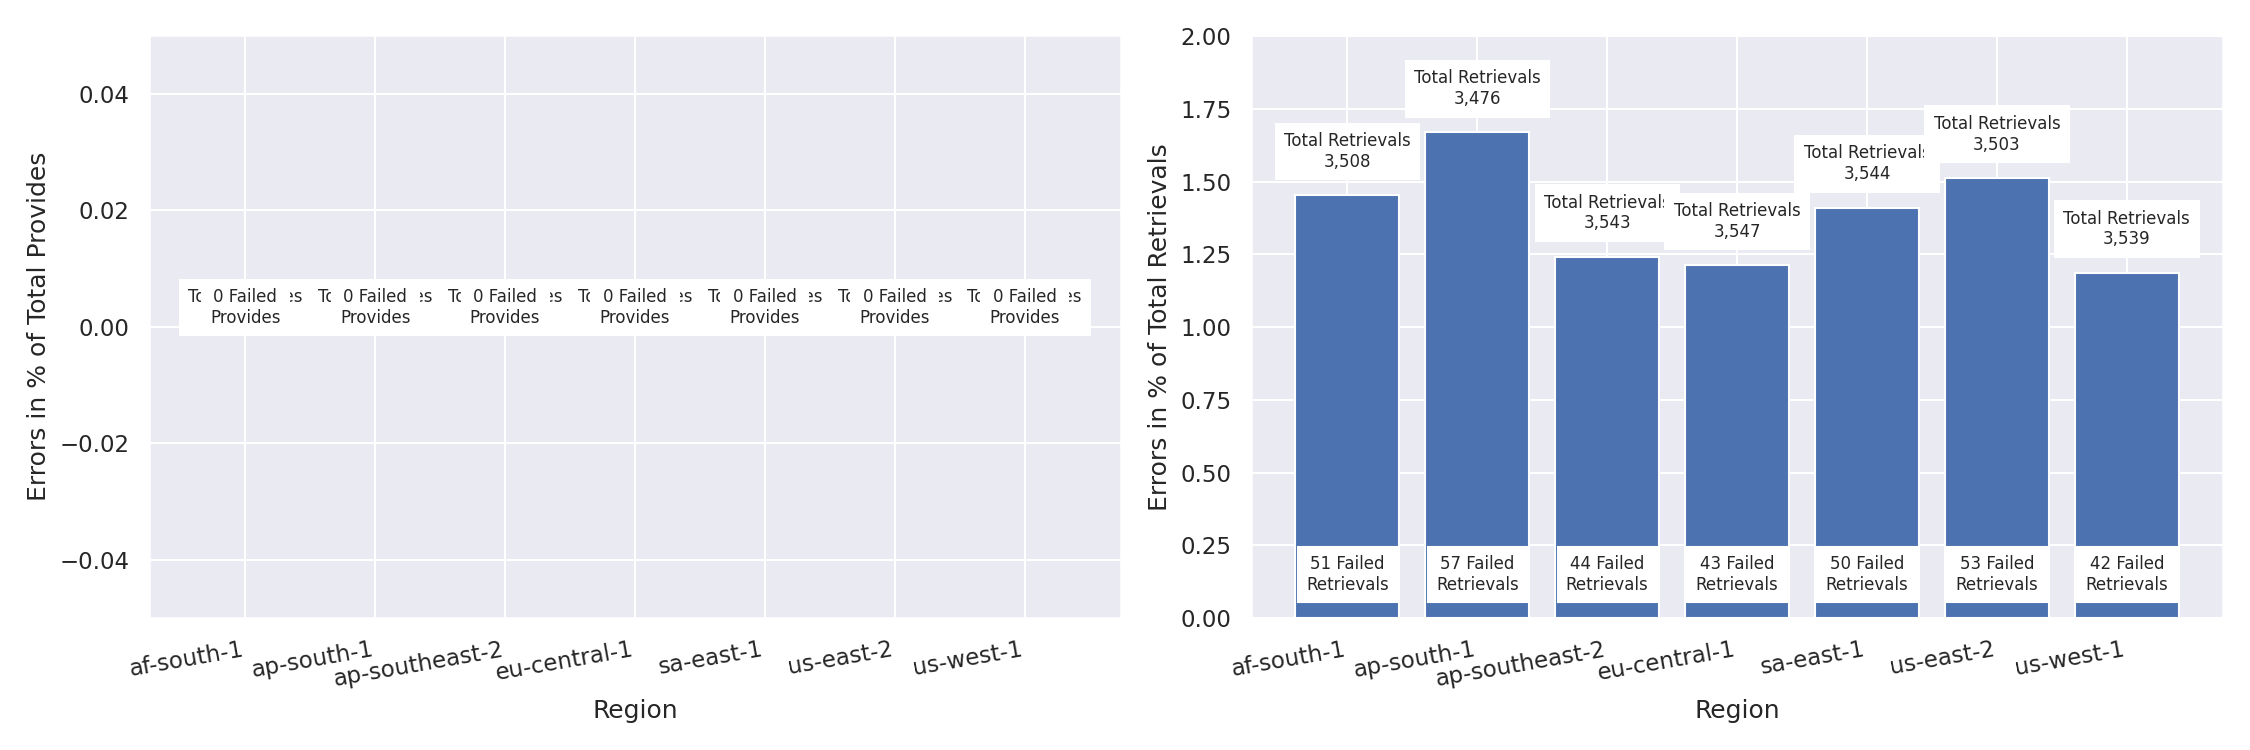 Errors in % of Total Provides
0.04
0.02
0.00
−0.02
−0.04
0 Failed
Provides
0 Failed
Provides
0 Failed
Provides
0 Failed
Provides
0 Failed
Provides
0 Failed
Provides
0 Failed
Provides
af-south-1
ap-south-1
ap-southeast-2
eu-central-1
sa-east-1
us-east-2
us-west-1
Region
Errors in % of Total Retrievals
2.00
1.75
1.50
1.25
1.00
0.75
0.50
0.25
0.00
Total Retrievals
3,508
Total Retrievals
3,476
Total Retrievals
3,543
Total Retrievals
3,547
Total Retrievals
3,544
Total Retrievals
3,503
Total Retrievals
3,539
51 Failed
Retrievals
57 Failed
Retrievals
44 Failed
Retrievals
43 Failed
Retrievals
50 Failed
Retrievals
53 Failed
Retrievals
42 Failed
Retrievals
af-south-1
ap-south-1
ap-southeast-2
eu-central-1
sa-east-1
us-east-2
us-west-1
Region